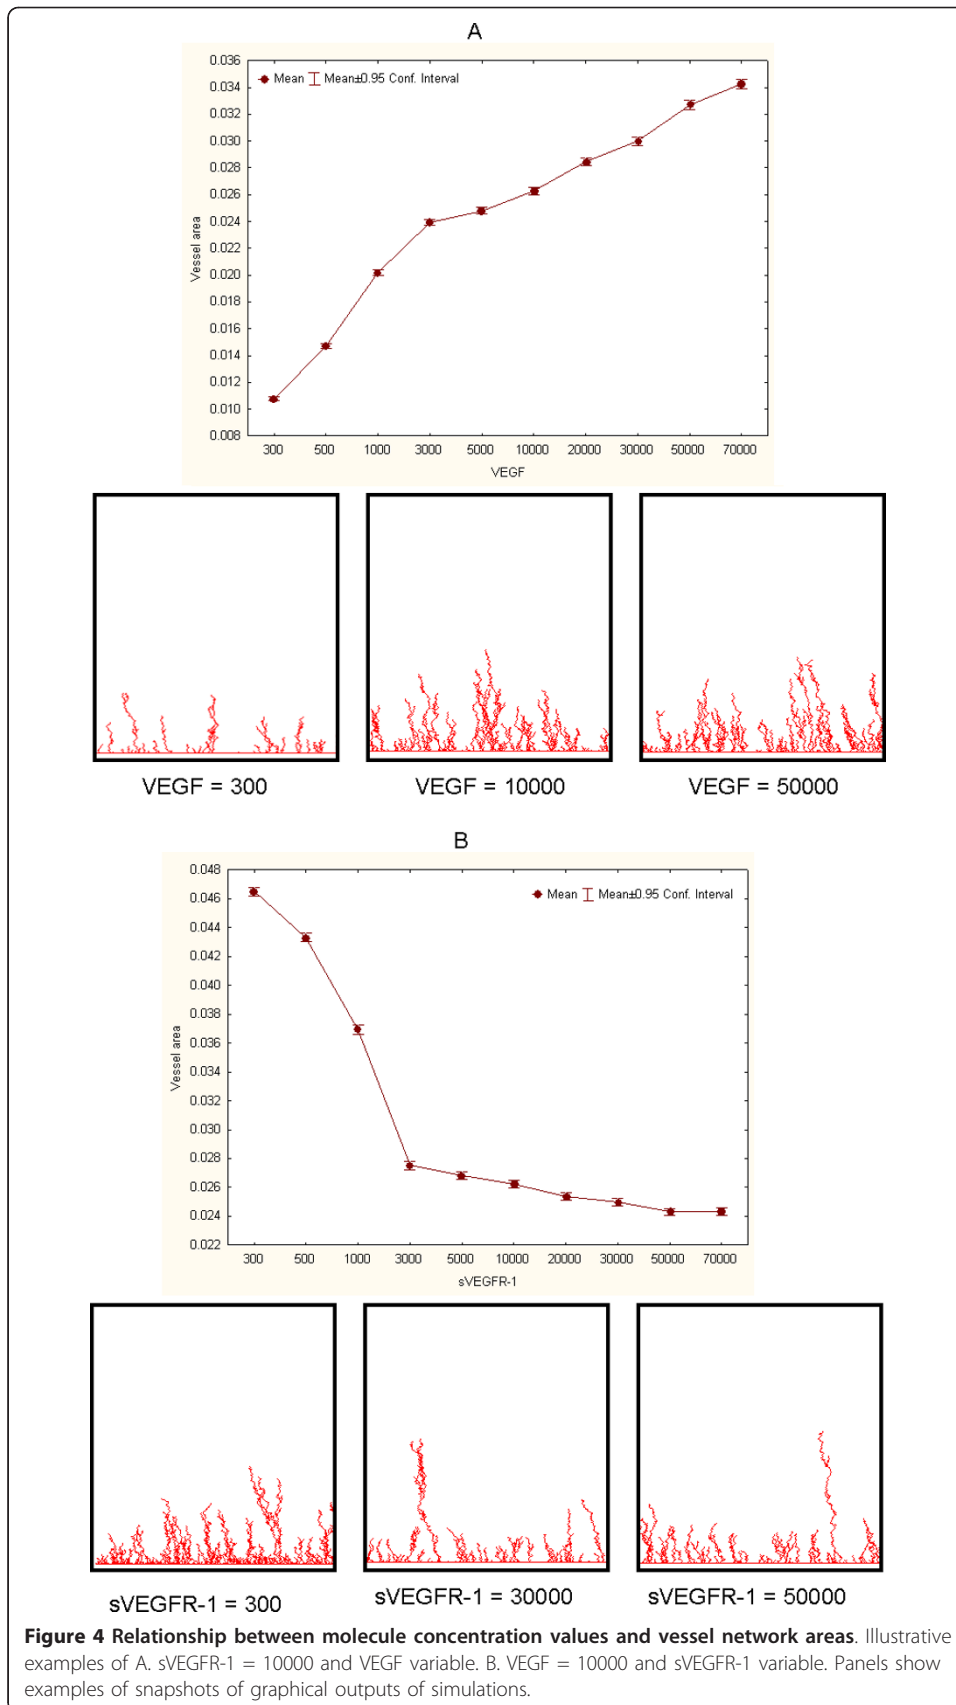 A
Mean Mean±0.95 Conf. Interval
0.036
0.034
0.032
0.030
0.028
0.026
0.024
0.022
0.020
0.018
0.016
0.014
0.012
0.010
0.008
Vessel area
300 500 1000 3000 5000 10000 20000 30000 50000 70000
VEGF
VEGF = 300 VEGF = 10000 VEGF = 50000
B
Mean Mean±0.95 Conf. Interval
0.048
0.046
0.044
0.042
0.040
0.038
0.036
0.034
0.032
0.030
0.028
0.026
0.024
0.022
Vessel area
300 500 1000 3000 5000 10000 20000 30000 50000 70000
sVEGFR-1
sVEGFR-1 = 300 sVEGFR-1 = 30000 sVEGFR-1 = 50000
Figure 4 Relationship between molecule concentration values and vessel network areas. Illustrative
examples of A. sVEGFR-1 = 10000 and VEGF variable. B. VEGF = 10000 and sVEGFR-1 variable. Panels show
examples of snapshots of graphical outputs of simulations.